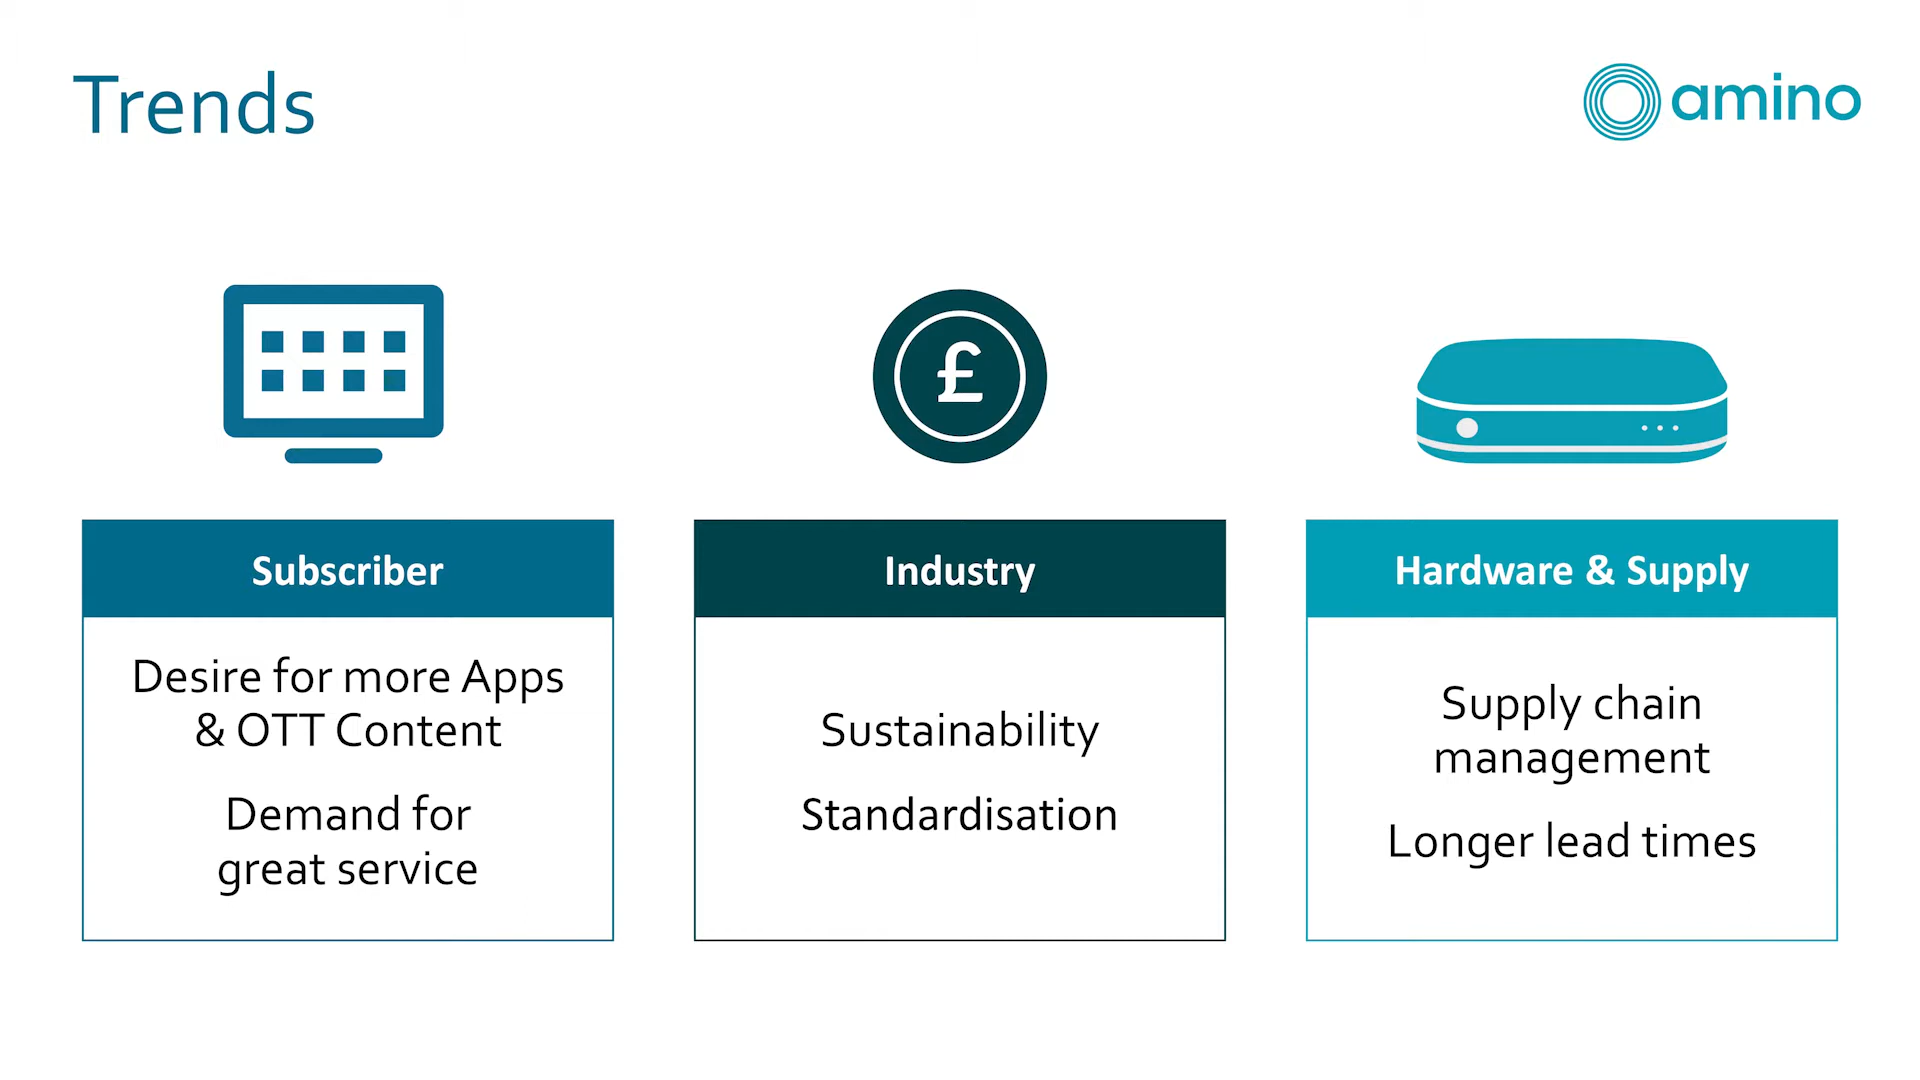 Trends
amino
£
Subscriber
Desire for more Apps
& OTT Content
Demand for
great service
Industry
Sustainability
Standardisation
Hardware & Supply
Supply chain
management
Longer lead times